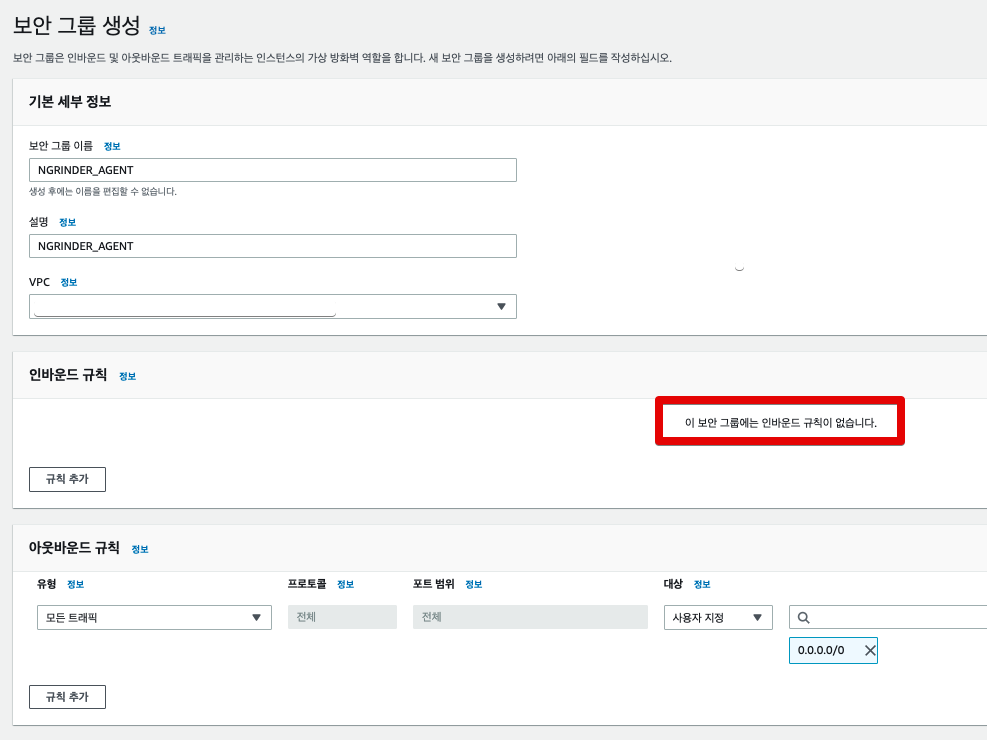 보안 그룹 생성 정보
보안 그룹은 인바운드 및 아웃바운드 트래픽을 관리하는 인스턴스의 가상 방화벽 역할을 합니다. 새 보안 그룹을 생성하려면 아래의 필드를 작성하십시오.
기본 세부 정보
보안 그룹 이름 정보
NGRINDER_AGENT
생성 후에는 이름을 편집할 수 없습니다.
설명 정보
NGRINDER_AGENT
VPC 정보
인바운드 규칙 정보
이 보안 그룹에는 인바운드 규칙이 없습니다.
규칙 추가
아웃바운드 규칙 정보
유형 정보 프로토콜 정보 포트 범위 정보 대상 정보
모든 트래픽 전체 전체 사용자 지정
0.0.0.0/0
규칙 추가